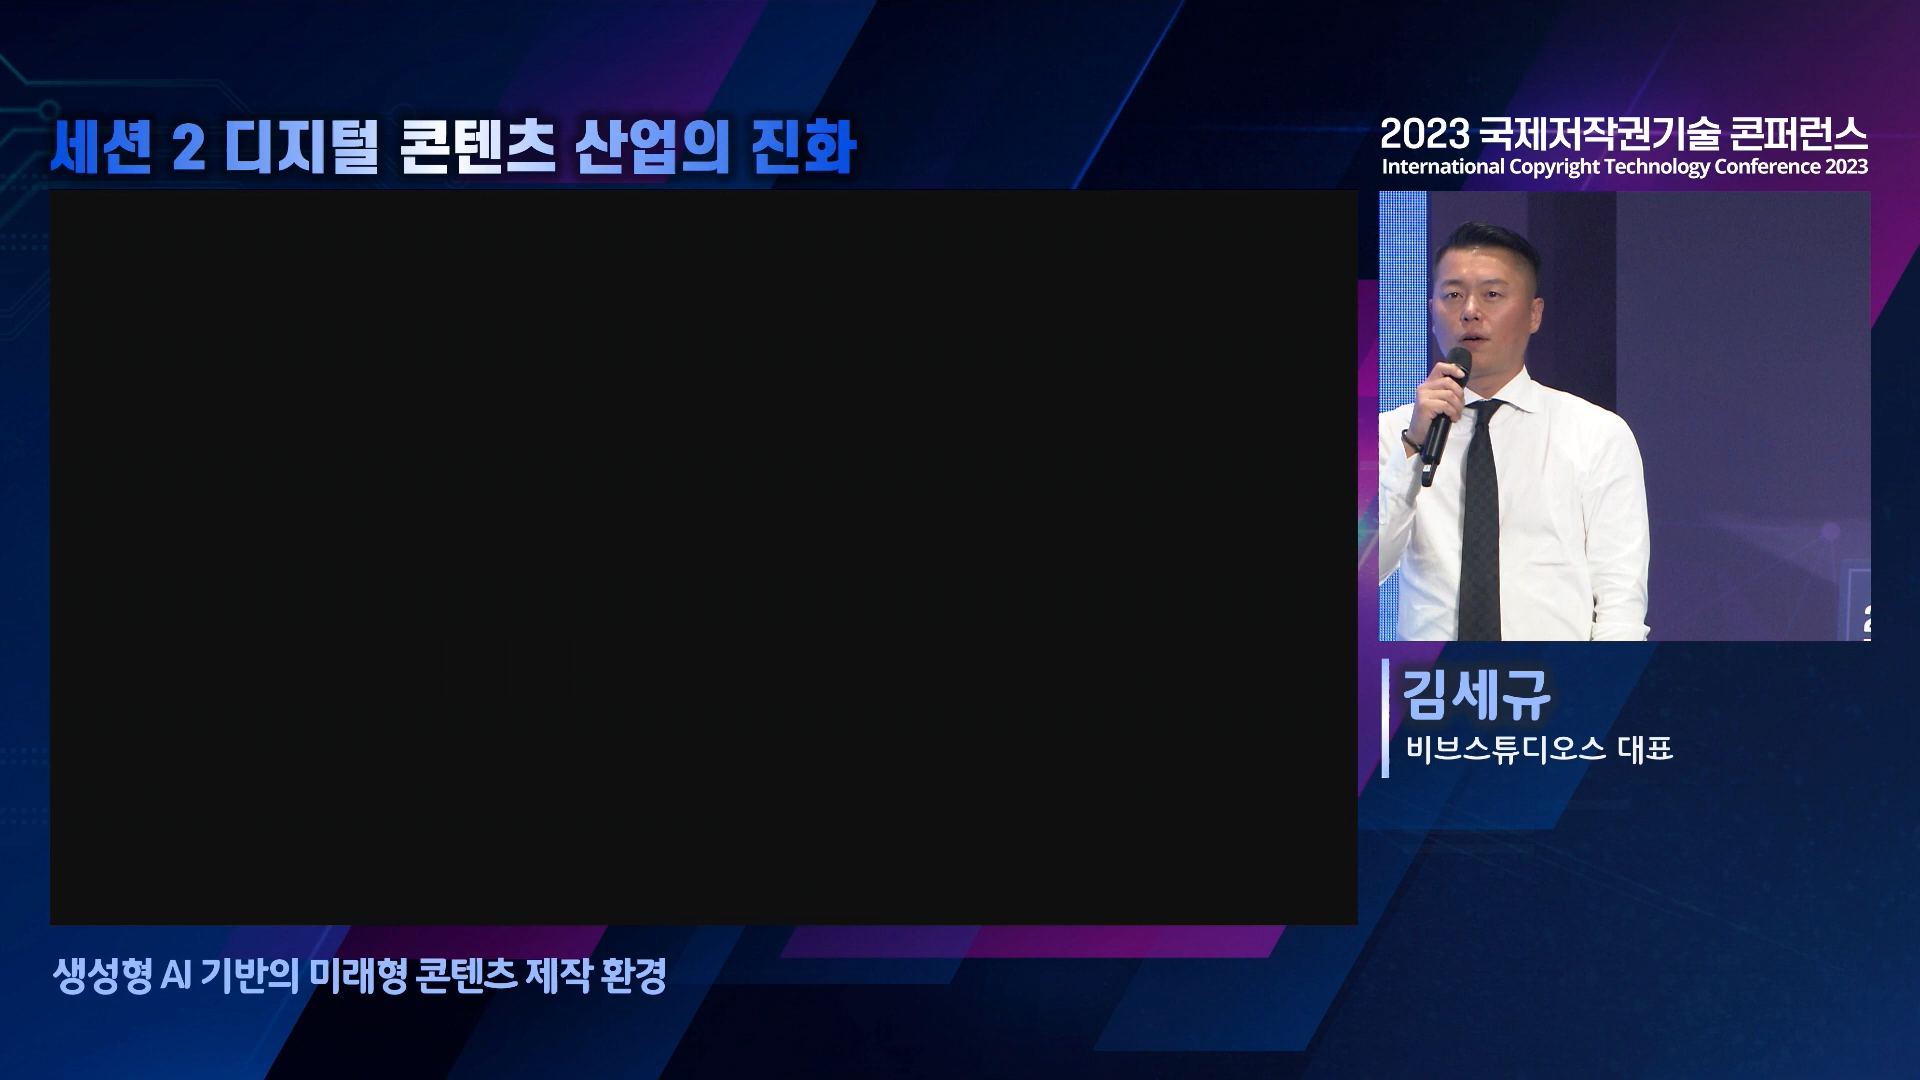 세션 2 디지털 콘텐츠 산업의 진화
2023 국제저작권기술 콘퍼런스
International Copyright Technology Conference 2023
김세규
비브스튜디오스 대표
생성형 AI 기반의 미래형 콘텐츠 제작 환경